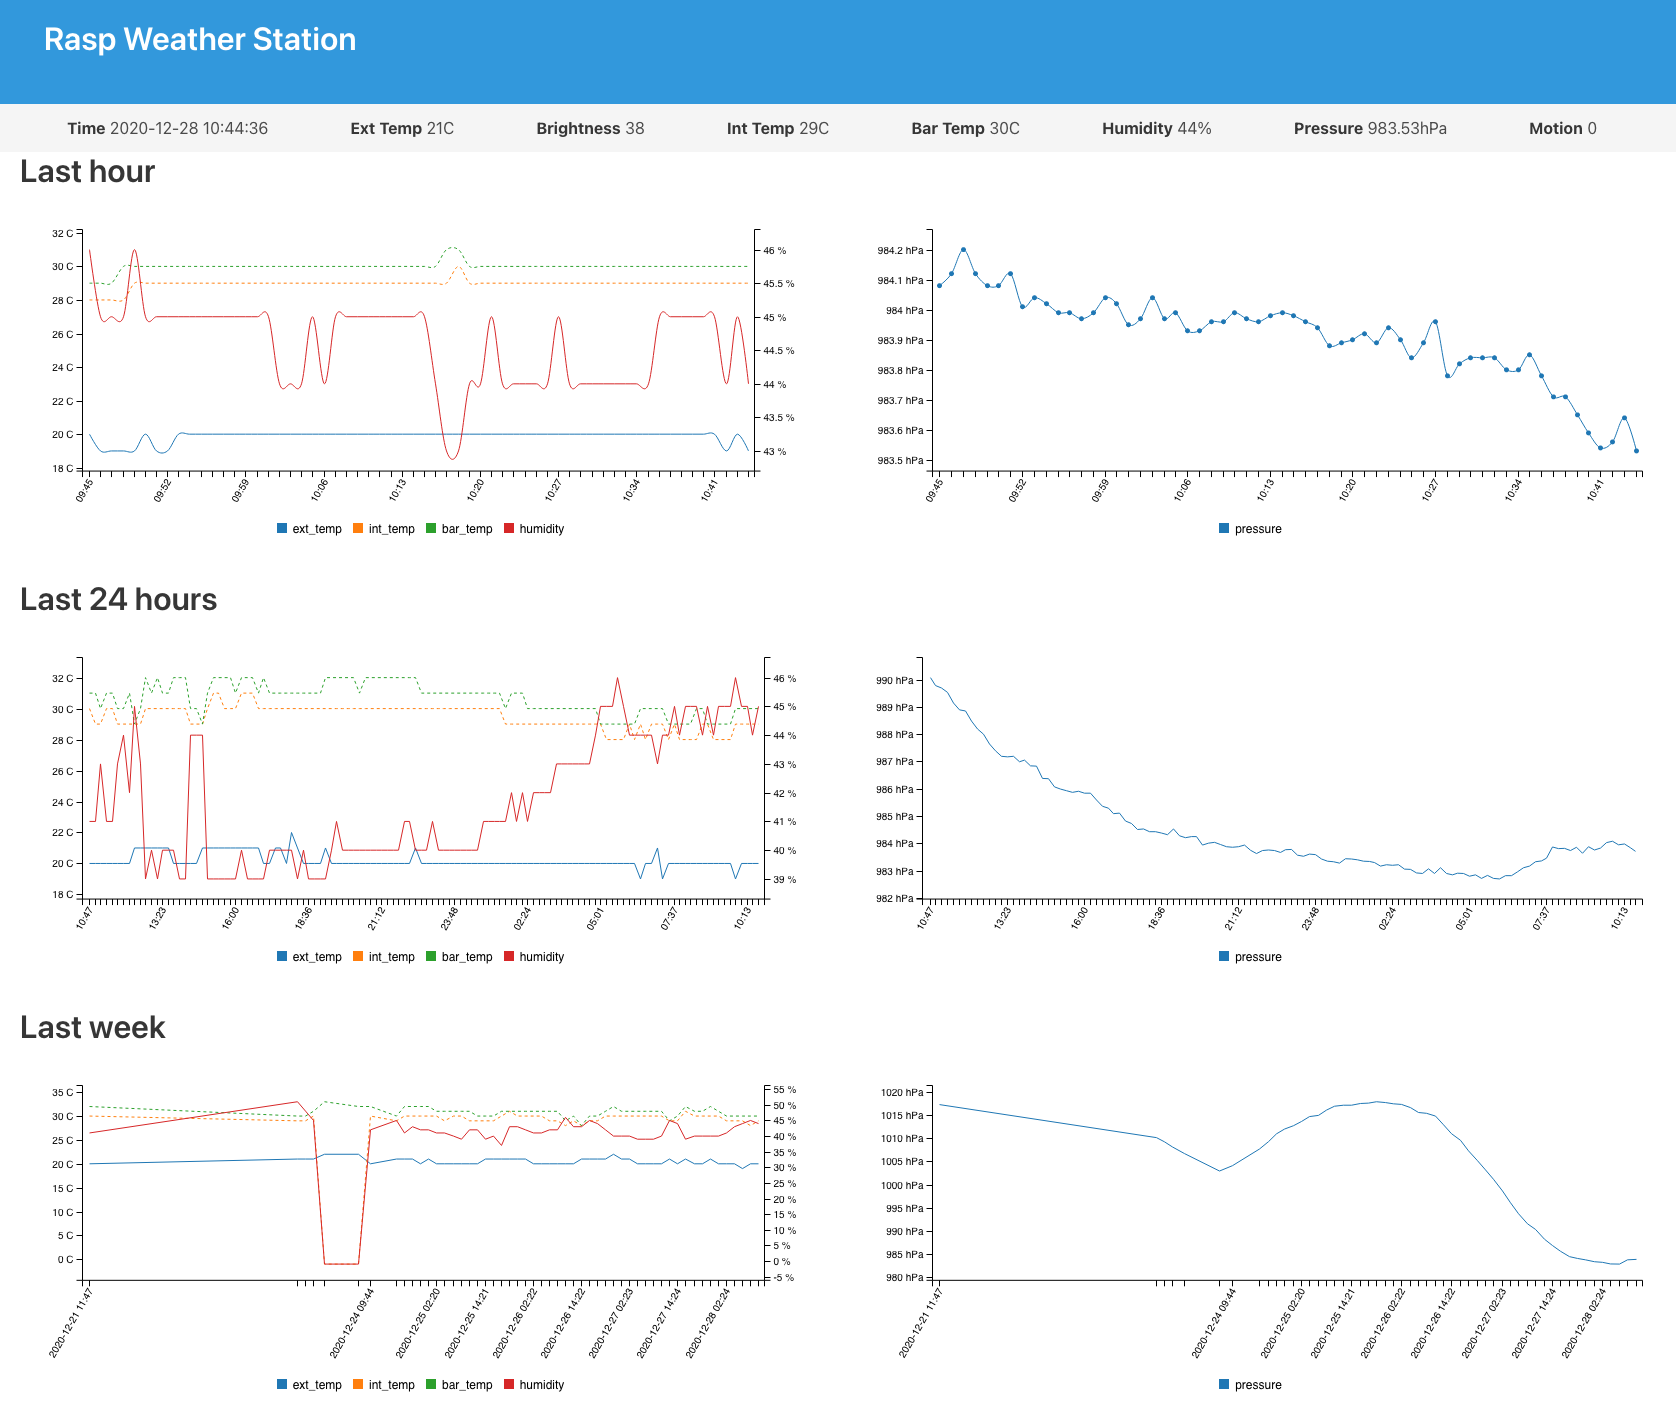 Rasp Weather Station
Time 2020-12-28 10:44:36 Ext Temp 21C Brightness 38 Int Temp 29C Bar Temp 30C Humidity 44% Pressure 983.53hPa Motion 0
Last hour
32 C
30 C
28 C
26 C
24 C
22 C
20 C
18 C
46 %
45.5 %
45 %
44.5 %
44 %
43.5 %
43 %
09:45 09:52 09:59 10:06 10:13 10:20 10:27 10:34 10:41
ext_temp int_temp bar_temp humidity
984.2 hPa
984.1 hPa
984 hPa
983.9 hPa
983.8 hPa
983.7 hPa
983.6 hPa
983.5 hPa
09:45 09:52 09:59 10:06 10:13 10:20 10:27 10:34 10:41
pressure
Last 24 hours
32 C
30 C
28 C
26 C
24 C
22 C
20 C
18 C
46 %
45 %
44 %
43 %
42 %
41 %
40 %
39 %
10:47 13:23 16:00 18:36 21:12 23:48 02:24 05:01 07:37 10:13
ext_temp int_temp bar_temp humidity
990 hPa
989 hPa
988 hPa
987 hPa
986 hPa
985 hPa
984 hPa
983 hPa
982 hPa
10:47 13:23 16:00 18:36 21:12 23:48 02:24 05:01 07:37 10:13
pressure
Last week
35 C
30 C
25 C
20 C
15 C
10 C
5 C
0 C
55 %
50 %
45 %
40 %
35 %
30 %
25 %
20 %
15 %
10 %
5 %
0 %
-5 %
2020-12-21 11:47 2020-12-24 09:44 2020-12-25 02:20 2020-12-25 14:21 2020-12-26 02:22 2020-12-26 14:22 2020-12-27 02:23 2020-12-27 14:24 2020-12-28 02:24
ext_temp int_temp bar_temp humidity
1020 hPa
1015 hPa
1010 hPa
1005 hPa
1000 hPa
995 hPa
990 hPa
985 hPa
980 hPa
2020-12-21 11:47 2020-12-24 09:44 2020-12-25 02:20 2020-12-25 14:21 2020-12-26 02:22 2020-12-26 14:22 2020-12-27 02:23 2020-12-27 14:24 2020-12-28 02:24
pressure